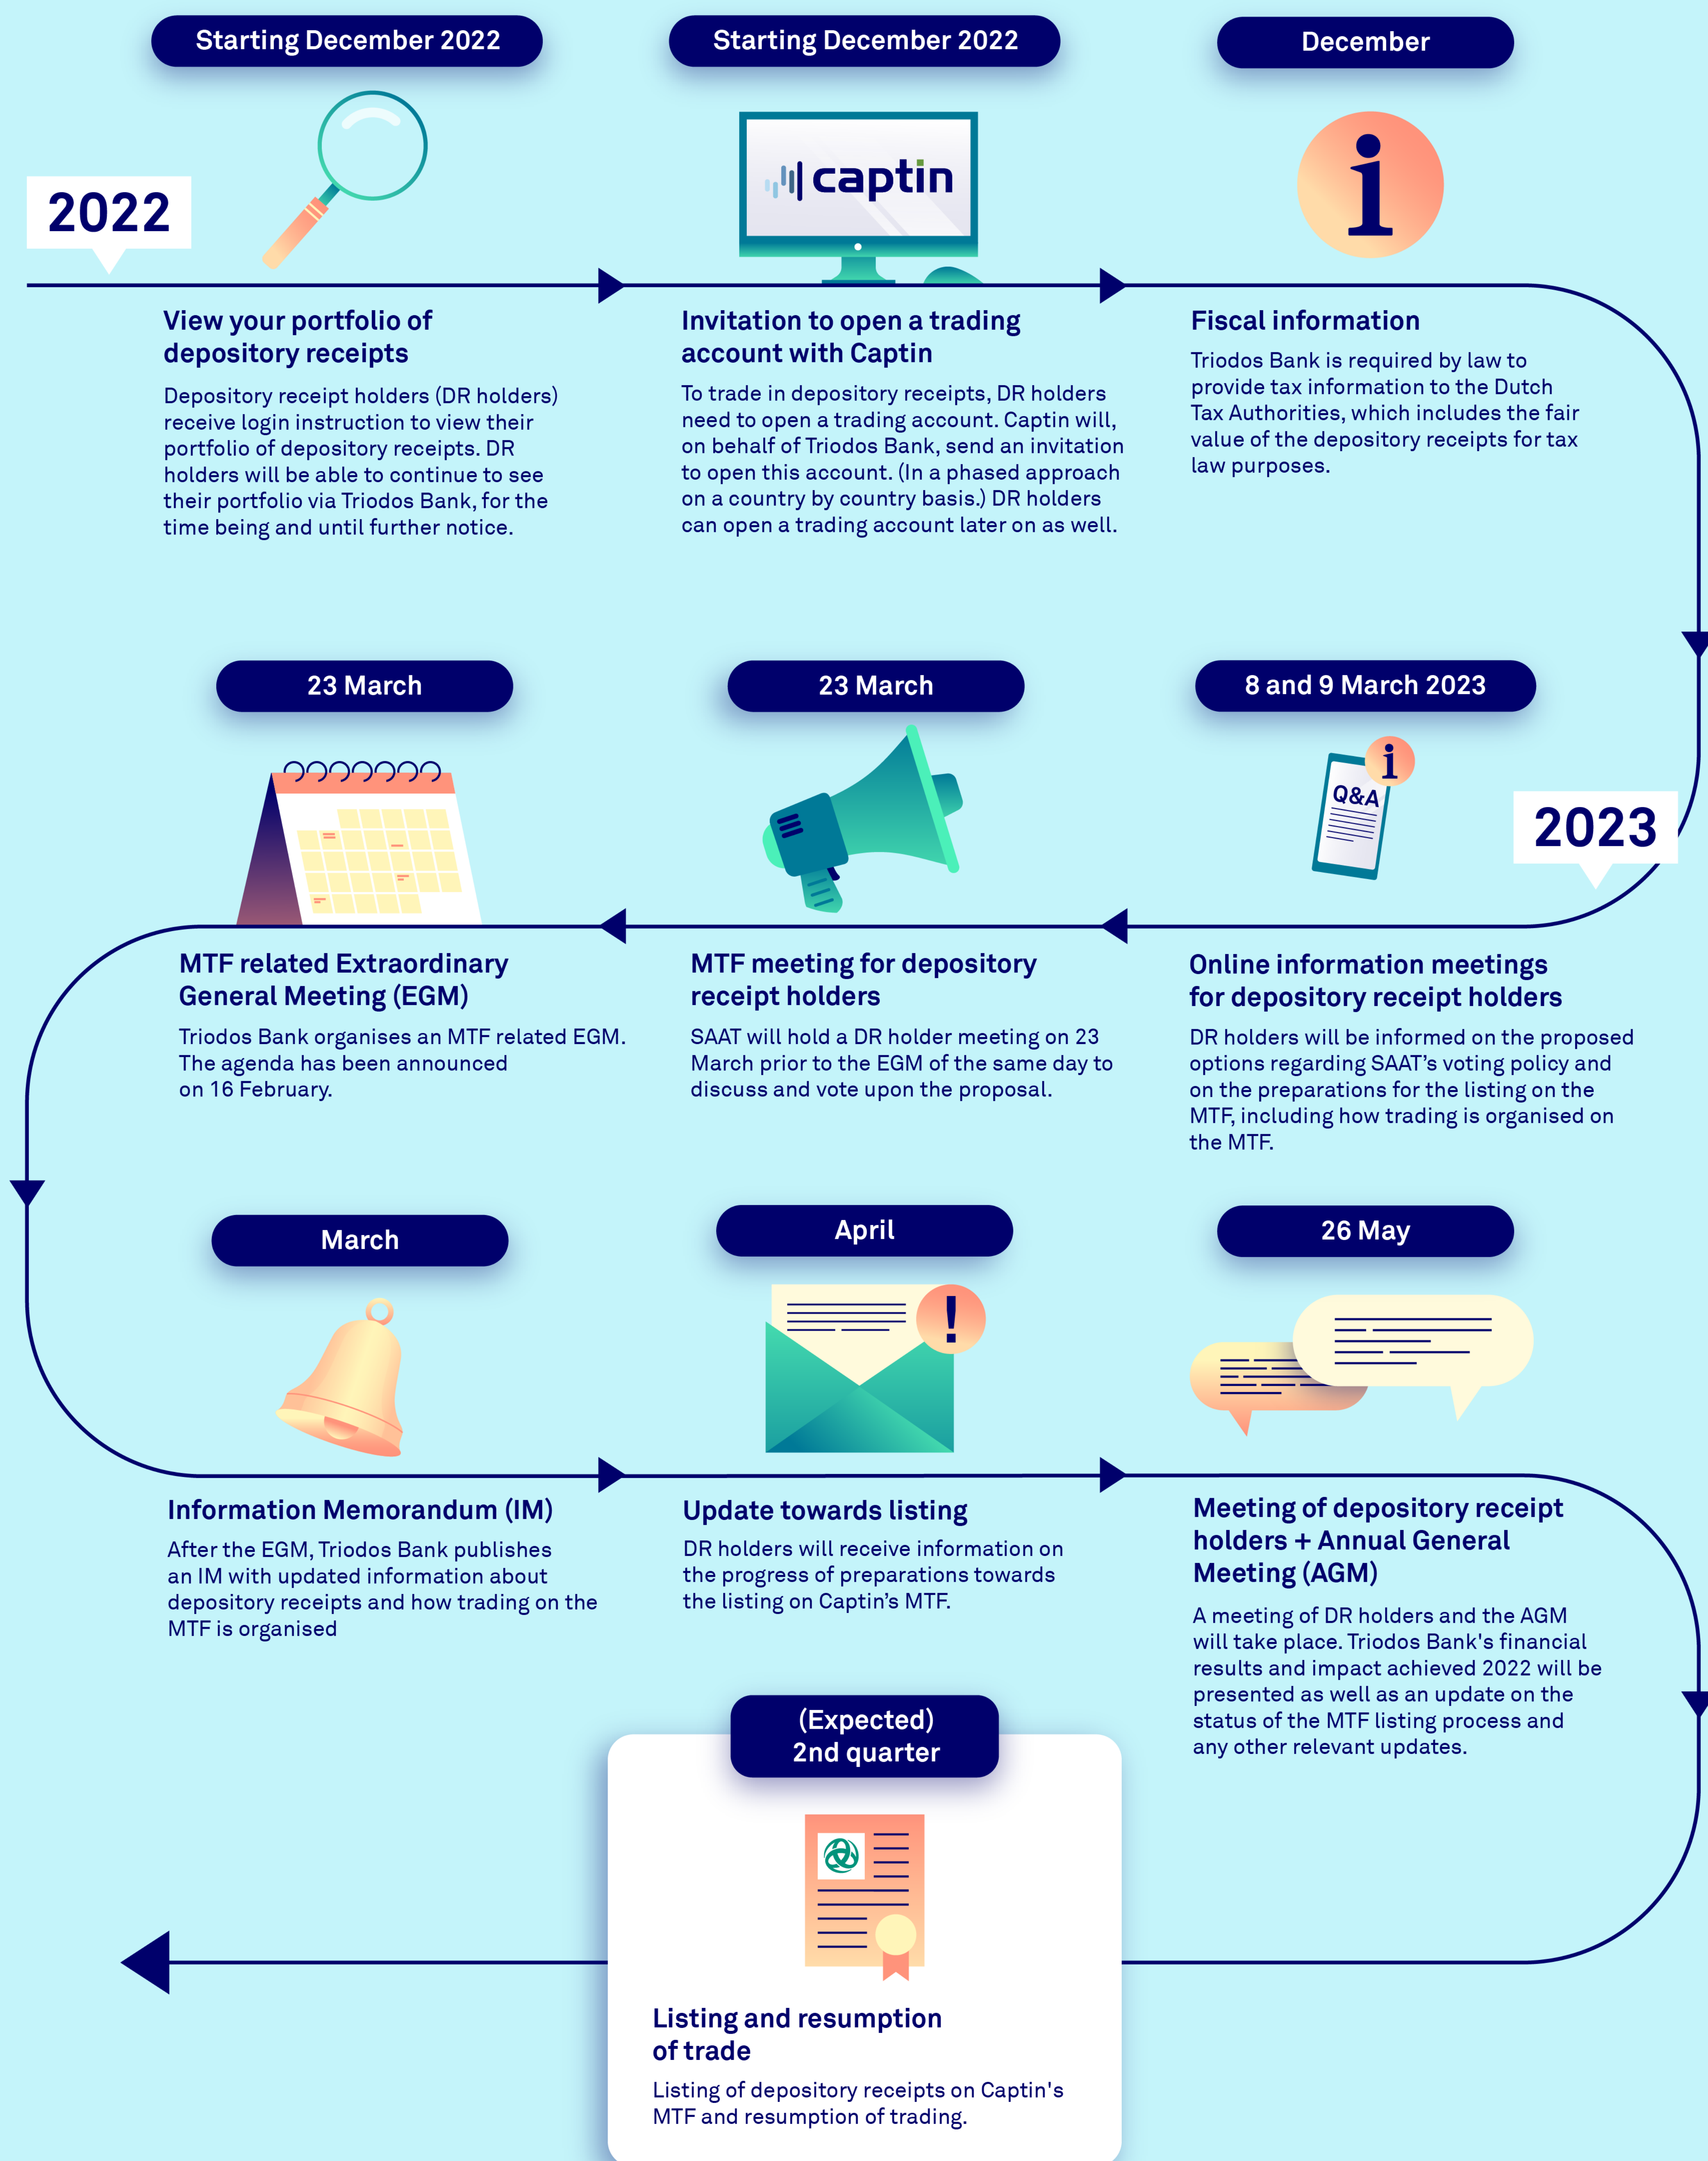 Starting December 2022
Starting December 2022
December
2022
captin
i
View your portfolio of
depository receipts
Depository receipt holders (DR holders)
receive login instruction to view their
portfolio of depository receipts. DR
holders will be able to continue to see
their portfolio via Triodos Bank, for the
time being and until further notice.
Invitation to open a trading
account with Captin
To trade in depository receipts, DR holders
need to open a trading account. Captin will,
on behalf of Triodos Bank, send an invitation
to open this account. (In a phased approach
on a country by country basis.) DR holders
can open a trading account later on as well.
Fiscal information
Triodos Bank is required by law to
provide tax information to the Dutch
Tax Authorities, which includes the fair
value of the depository receipts for tax
law purposes.
8 and 9 March 2023
i
Q&A
2023
Online information meetings
for depository receipt holders
DR holders will be informed on the proposed
options regarding SAAT’s voting policy and
on the preparations for the listing on the
MTF, including how trading is organised on
the MTF.
23 March
MTF meeting for depository
receipt holders
SAAT will hold a DR holder meeting on 23
March prior to the EGM of the same day to
discuss and vote upon the proposal.
23 March
MTF related Extraordinary
General Meeting (EGM)
Triodos Bank organises an MTF related EGM.
The agenda has been announced
on 16 February.
March
Information Memorandum (IM)
After the EGM, Triodos Bank publishes
an IM with updated information about
depository receipts and how trading on the
MTF is organised
April
!
Update towards listing
DR holders will receive information on
the progress of preparations towards
the listing on Captin’s MTF.
26 May
Meeting of depository receipt
holders + Annual General
Meeting (AGM)
A meeting of DR holders and the AGM
will take place. Triodos Bank's financial
results and impact achieved 2022 will be
presented as well as an update on the
status of the MTF listing process and
any other relevant updates.
(Expected)
2nd quarter
Listing and resumption
of trade
Listing of depository receipts on Captin's
MTF and resumption of trading.